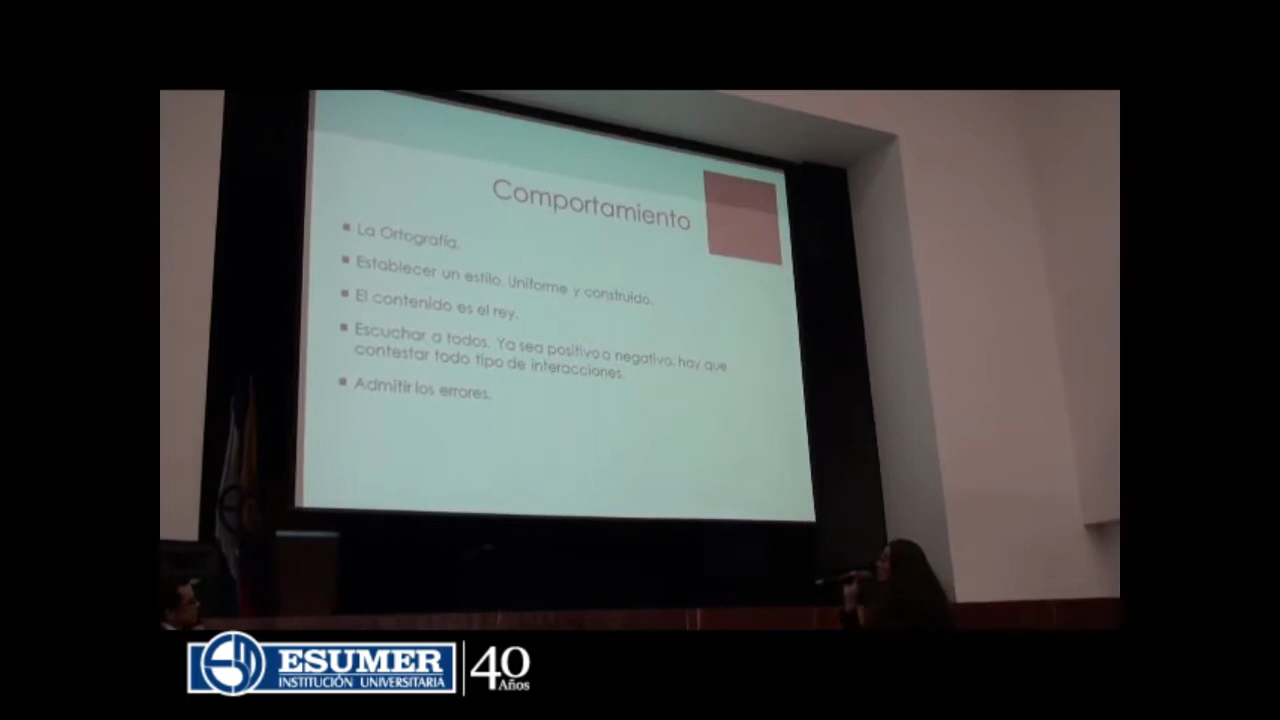 Comportamiento
La Ortografía.
Establecer un estilo. Uniforme y construido.
El contenido es el rey.
Escuchar a todos. Ya sea positivo o negativo, hay que
contestar todo tipo de interacciones.
Admitir los errores.
ESUMER
INSTITUCIÓN UNIVERSITARIA
40
Años